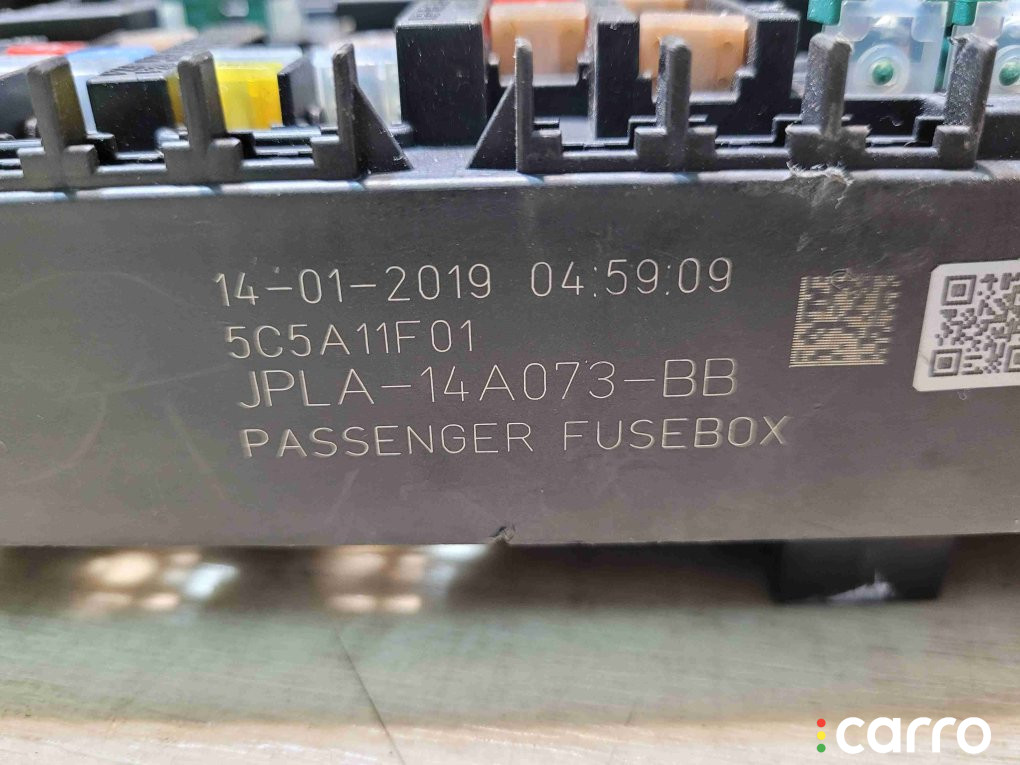 14-01-2019 04:59:09
5C5A11F01
JPLA-14A073-BB
PASSENGER FUSEBOX
carro